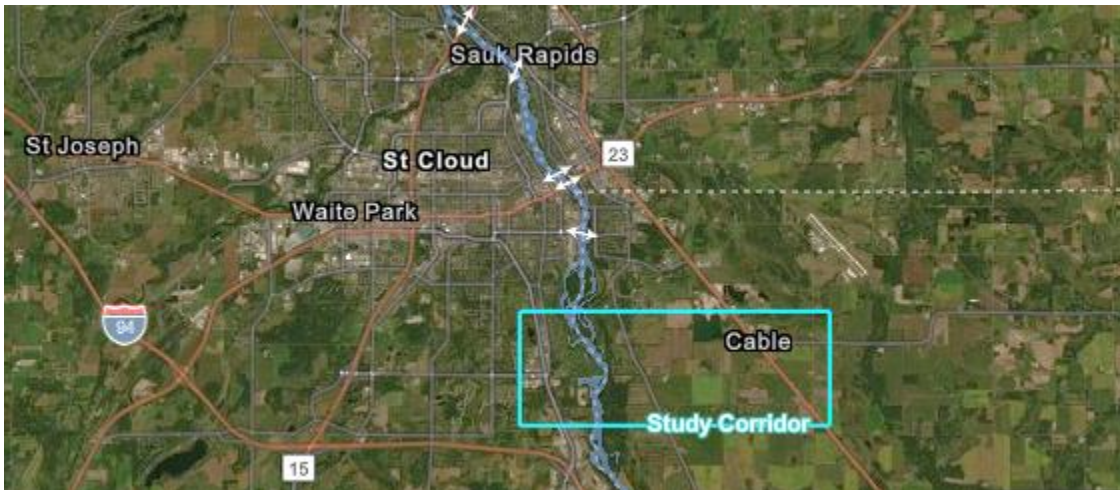 Sauk Rapids
St Joseph
St Cloud
23
Waite Park
94
Cable
Study Corridor
15